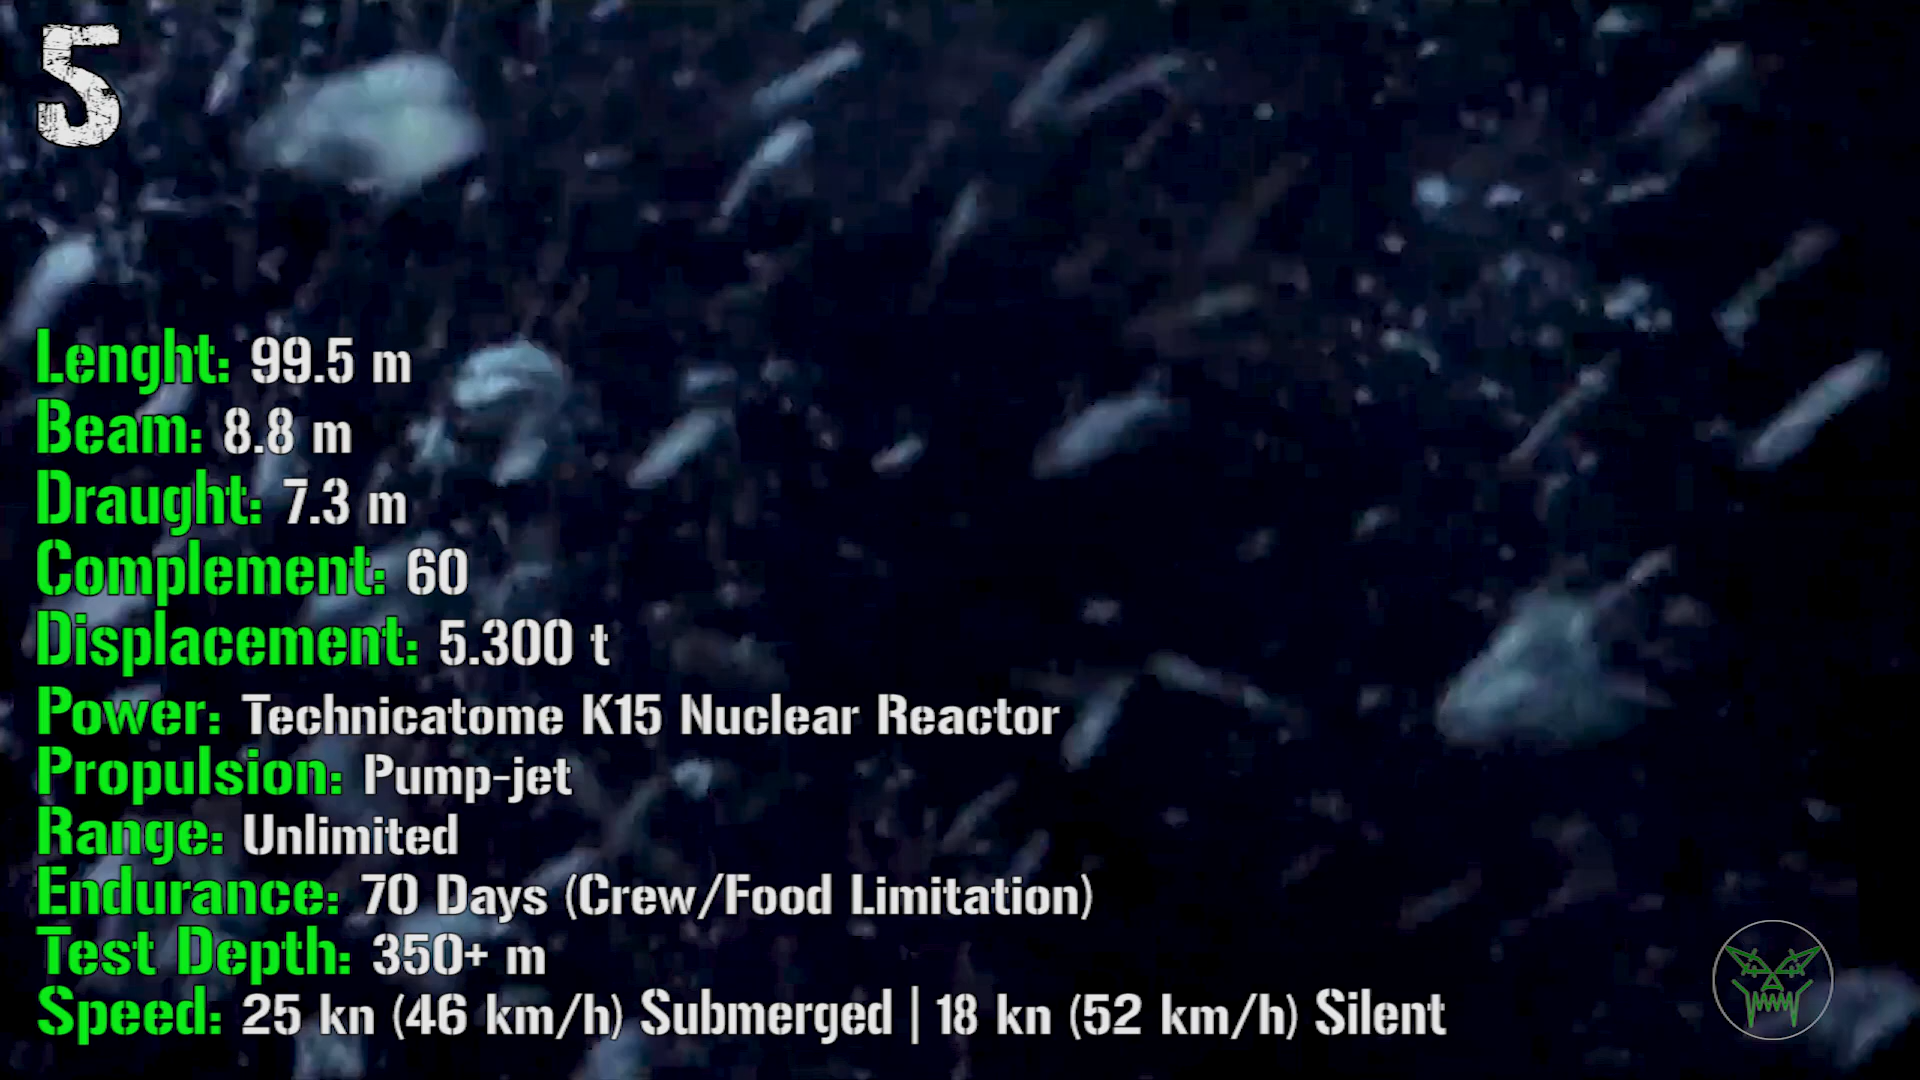 5
Lenght: 99.5 m
Beam: 8.8 m
Draught: 7.3 m
Complement: 60
Displacement: 5.300 t
Power: Technicatome K15 Nuclear Reactor
Propulsion: Pump-jet
Range: Unlimited
Endurance: 70 Days (Crew/Food Limitation)
Test Depth: 350+ m
Speed: 25 kn (46 km/h) Submerged | 18 kn (52 km/h) Silent